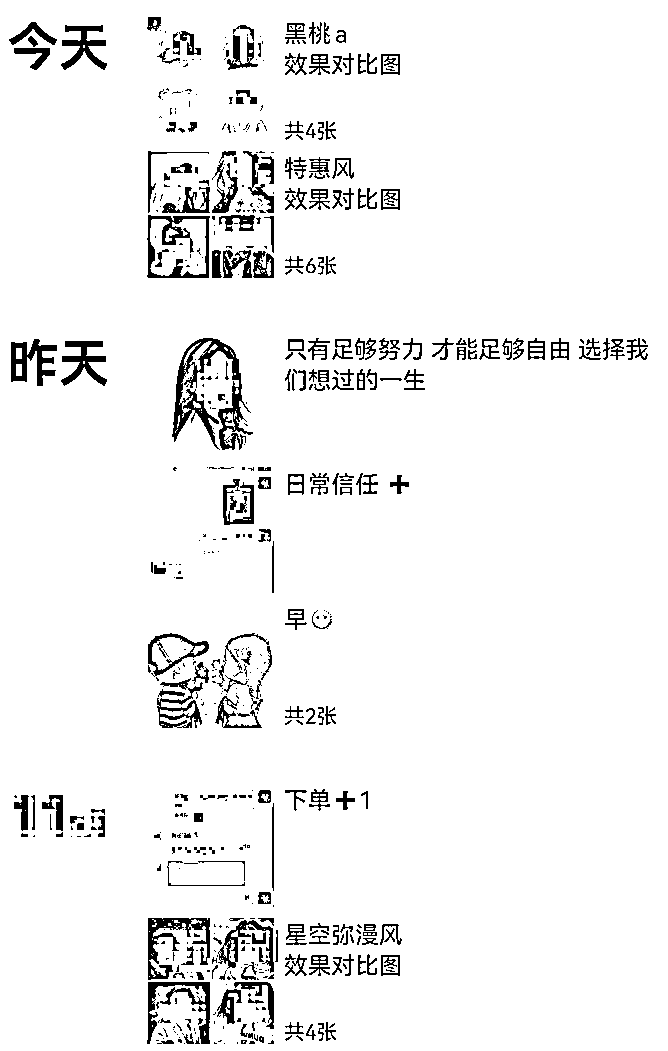 今天
黑桃a
效果对比图
共4张
特惠风
效果对比图
共6张
昨天
只有足够努力 才能足够自由 选择我
们想过的一生
日常信任 ➕
早😶
共2张
下单➕1
星空弥漫风
效果对比图
共4张